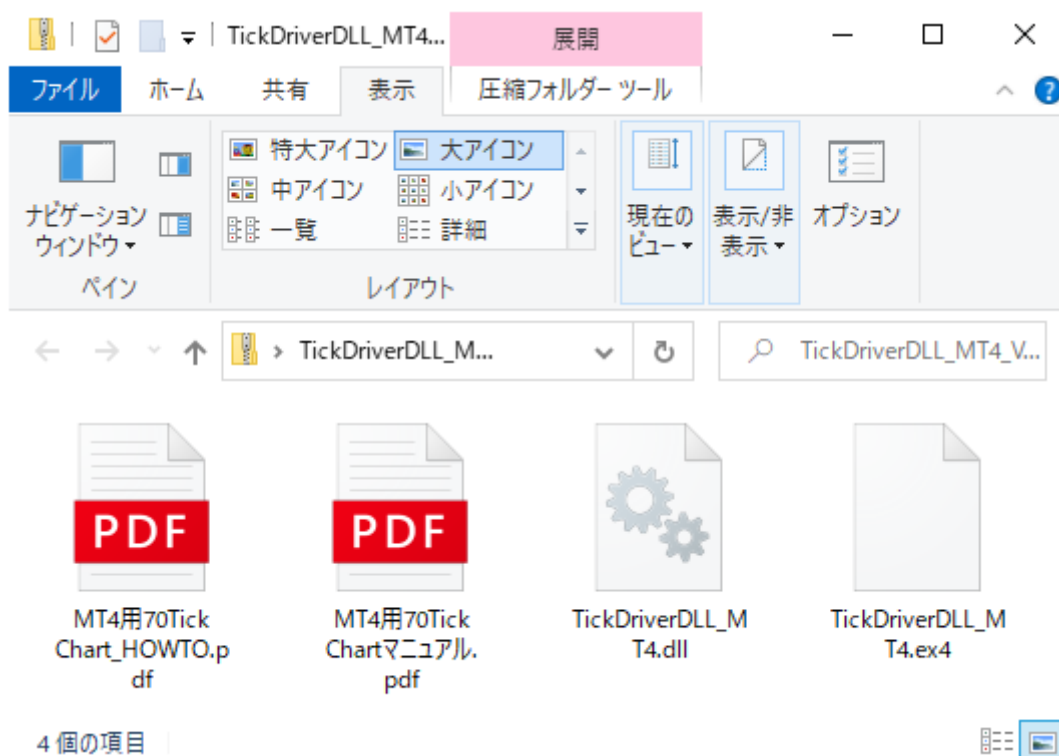 TickDriverDLL_MT4...
展開
ファイル
ホーム
共有
表示
圧縮フォルダー ツール
特大アイコン
大アイコン
中アイコン
小アイコン
一覧
詳細
ナビゲーション
ウィンドウ
現在の
ビュー
表示/非
表示
オプション
ペイン
レイアウト
TickDriverDLL_M...
TickDriverDLL_MT4_V...
PDF
MT4用70Tick
Chart_HOWTO.p
df
PDF
MT4用70Tick
Chartマニュアル.
pdf
TickDriverDLL_M
T4.dll
TickDriverDLL_M
T4.ex4
4 個の項目